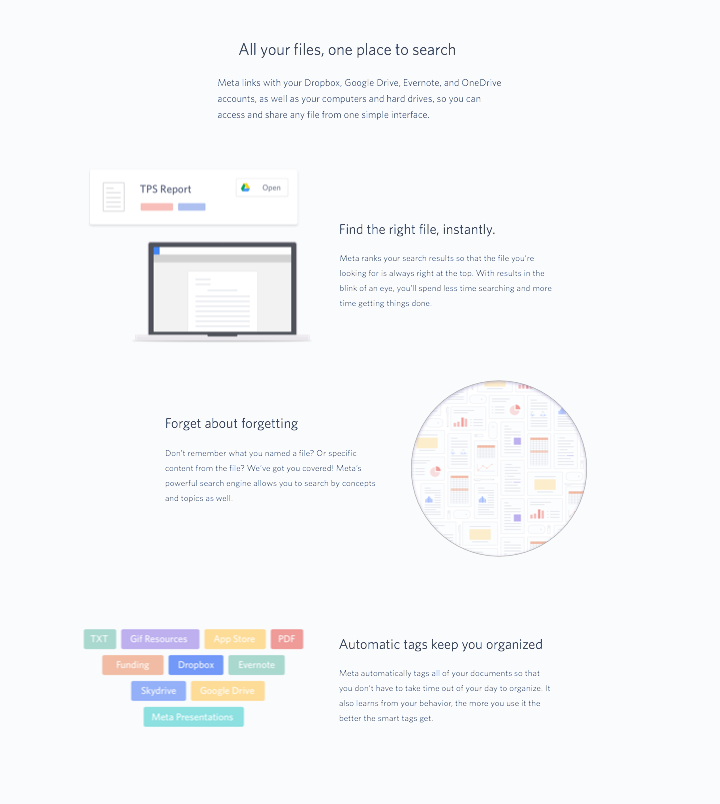 All your files, one place to search
Meta links with your Dropbox, Google Drive, Evernote, and OneDrive
accounts, as well as your computers and hard drives, so you can
access and share any file from one simple interface.
TPS Report
Open
Find the right file, instantly.
Meta ranks your search results so that the file you're
looking for is always right at the top. With results in the
blink of an eye, you'll spend less time searching and more
time getting things done.
Forget about forgetting
Don't remember what you named a file? Or specific
content from the file? We've got you covered! Meta's
powerful search engine allows you to search by concepts
and topics as well.
TXT Gif Resources App Store PDF
Funding Dropbox Evernote
Skydrive Google Drive
Meta Presentations
Automatic tags keep you organized
Meta automatically tags all of your documents so that
you don't have to take time out of your day to organize. It
also learns from your behavior, the more you use it the
better the smart tags get.